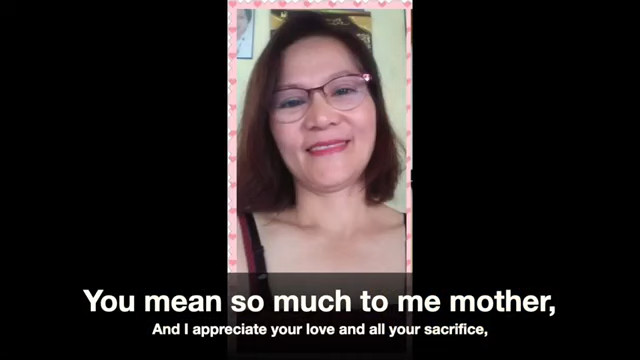 You mean so much to me mother,
And I appreciate your love and all your sacrifice,